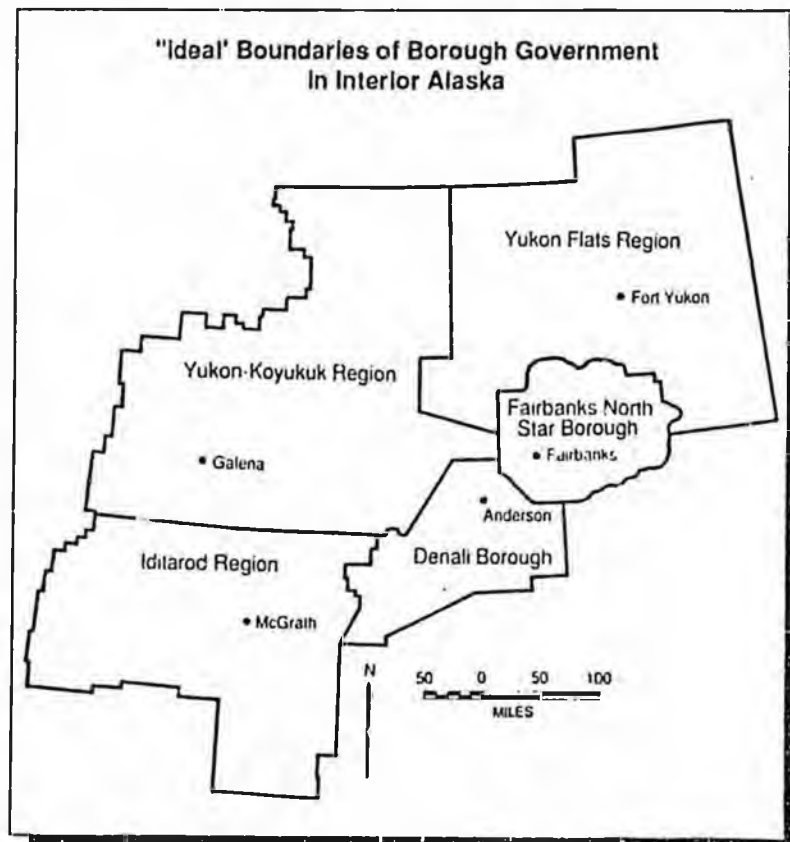 "Ideal' Boundaries of Borough Government
in Interior Alaska
Yukon Flats Region
Fort Yukon
Yukon-Koyukuk Region
Fairbanks North
Star Borough
Fairbanks
Galena
Anderson
Denali Borough
Iditarod Region
McGrath
N
50 0 50 100
MILES